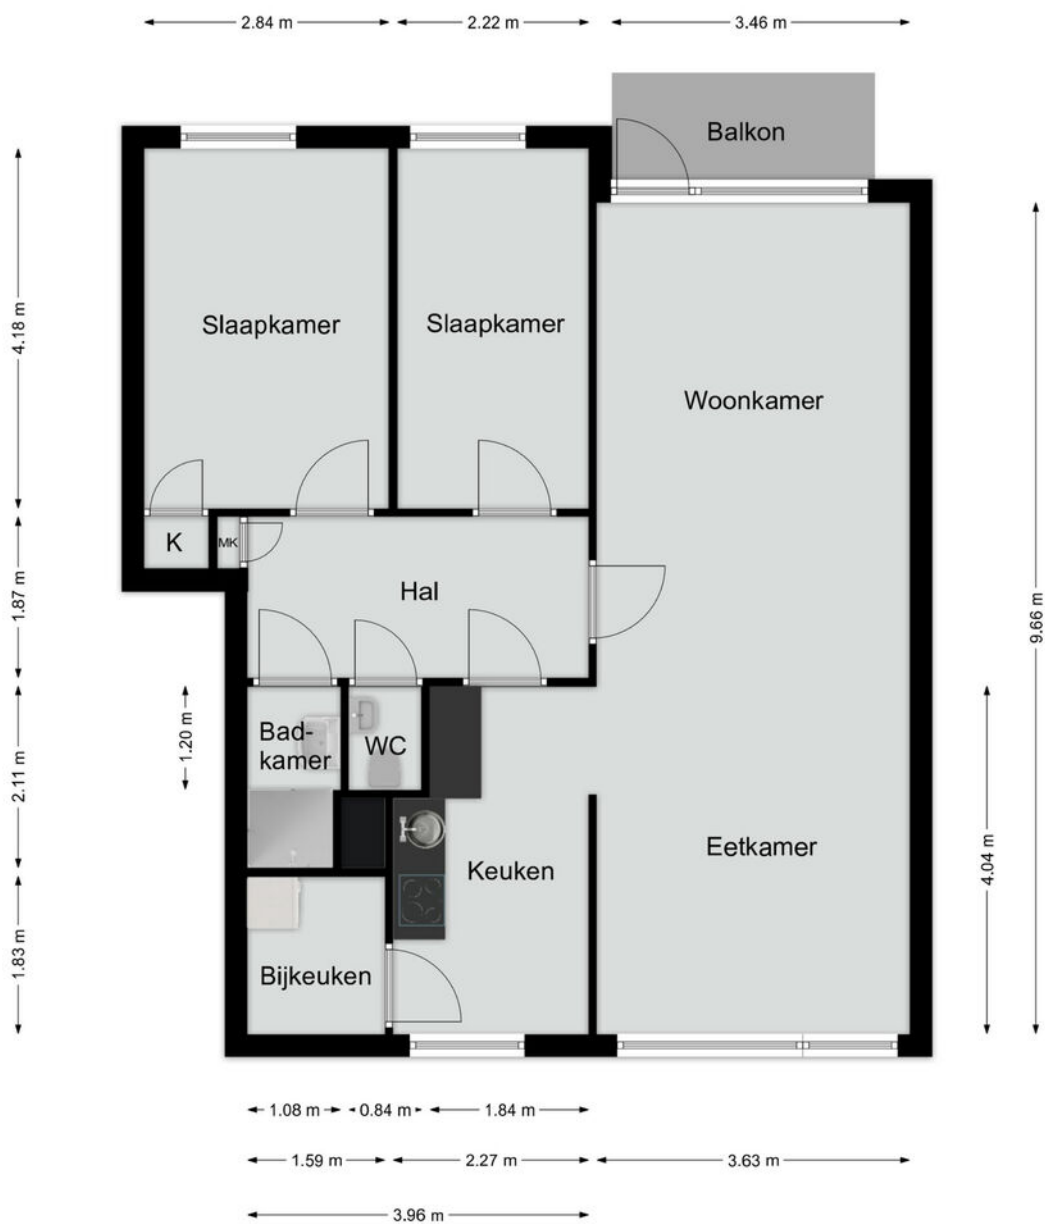 2.84 m
2.22 m
3.46 m
Balkon
4.18 m
Slaapkamer
Slaapkamer
Woonkamer
K
MK
Hal
1.87 m
9.66 m
1.20 m
2.11 m
Bad-
kamer
WC
Keuken
Eetkamer
4.04 m
1.83 m
Bijkeuken
1.08 m
0.84 m
1.84 m
1.59 m
2.27 m
3.63 m
3.96 m